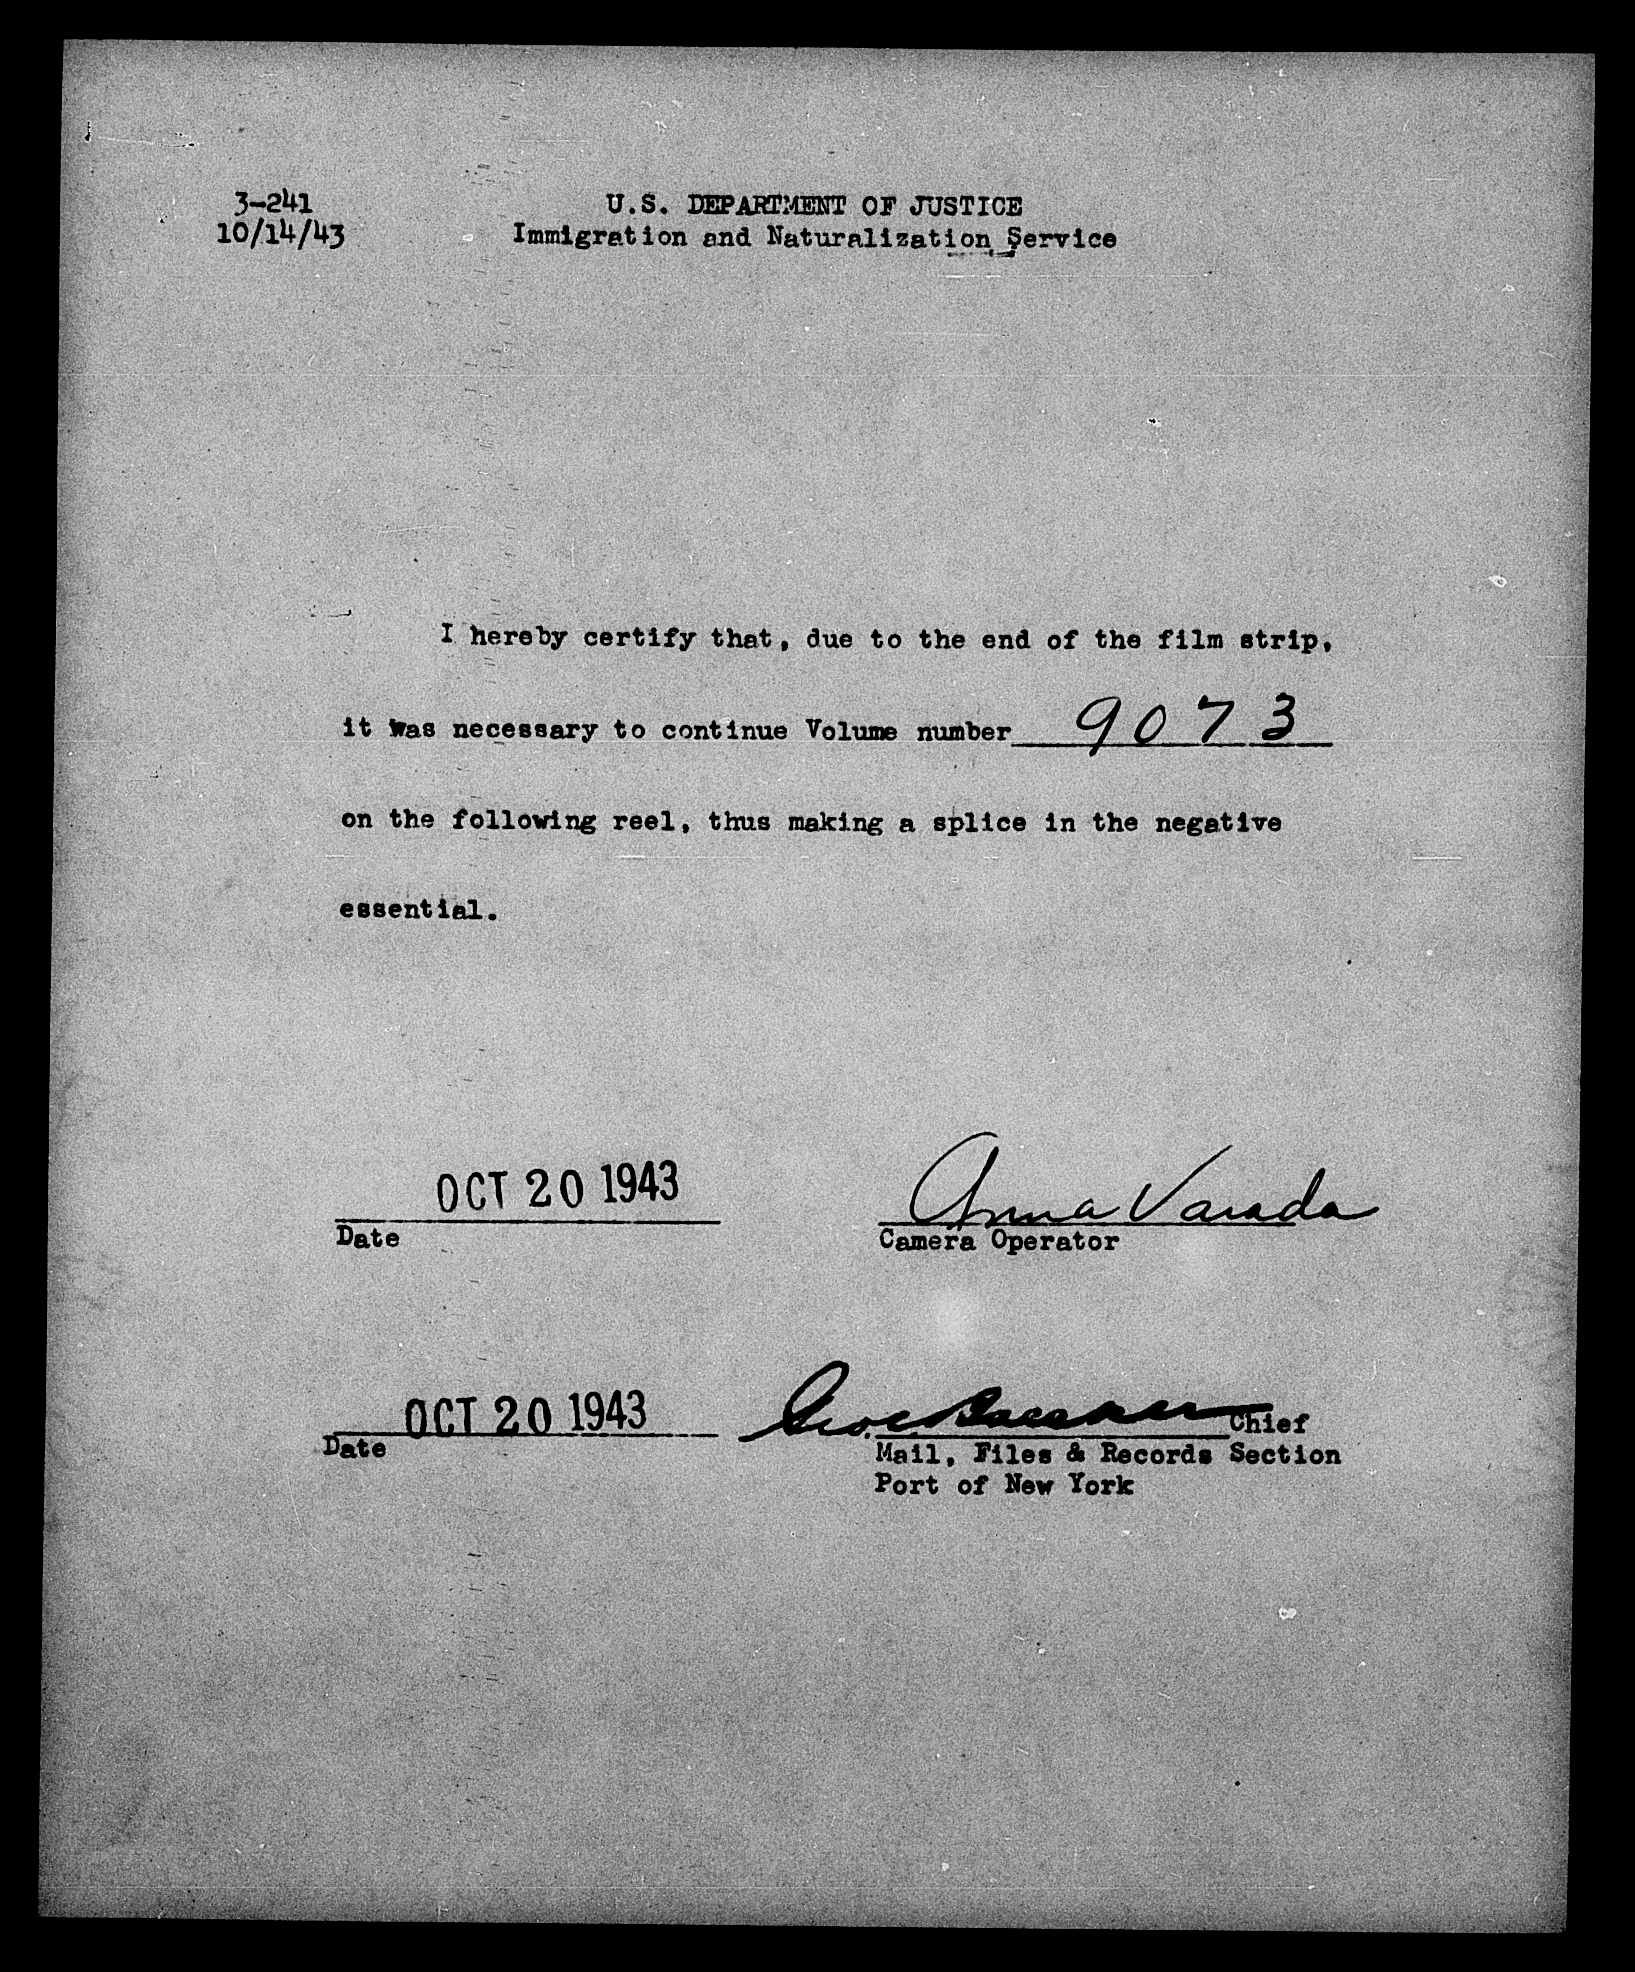 3-241
10/14/43
U.S. DEPARTMENT OF JUSTICE
Immigration and Naturalization Service
I hereby certify that, due to the end of the film strip,
it was necessary to continue Volume number 9073
on the following reel, thus making a splice in the negative
essential.
OCT 20 1943
Anna Varada
Date
Camera Operator
OCT 20 1943
Chief
Date
Mail, Files & Records Section
Port of New York